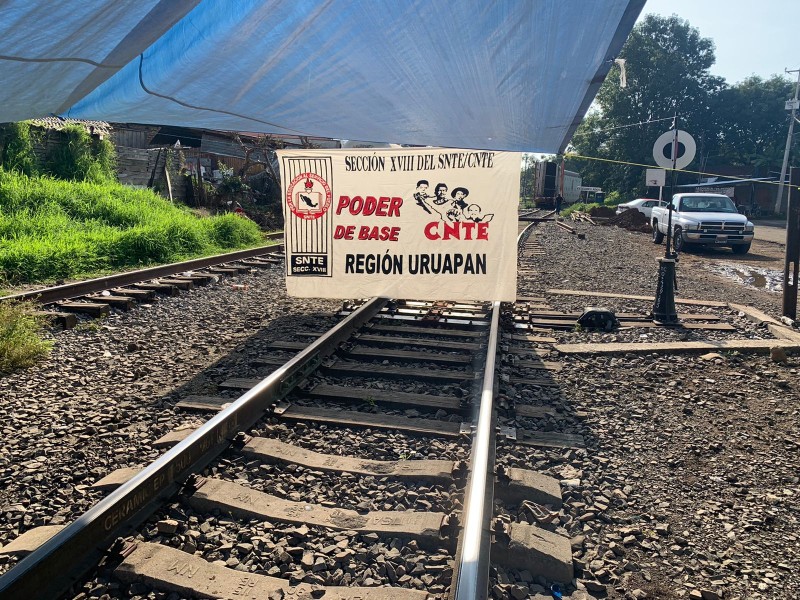 SECCIÓN XVIII DEL SNTE/CNTE
PODER
DE BASE
CNTE
REGIÓN URUAPAN
SNTE
SECC. XVIII